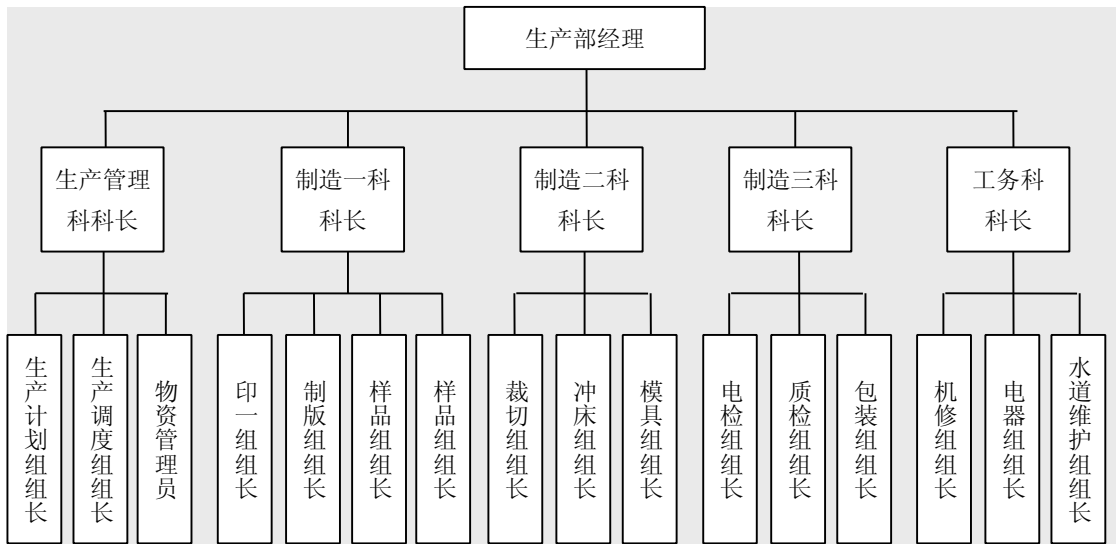 生产部经理
生产管理
科科长
制造一科
科长
制造二科
科长
制造三科
科长
工务科
科长
生产计划组组长
生产调度组组长
物资管理员
印一组组长
制版组组长
样品组组长
样品组组长
裁切组组长
冲床组组长
模具组组长
电检组组长
质检组组长
包装组组长
机修组组长
电器组组长
水道维护组组长